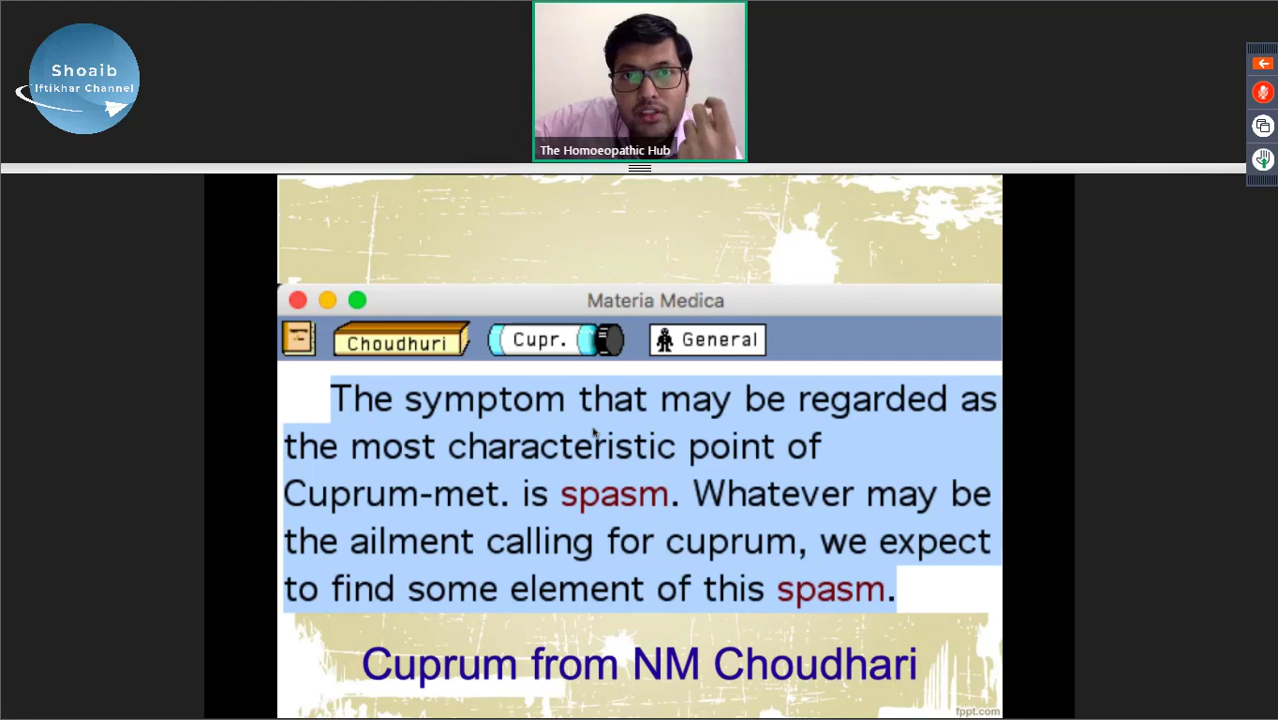 Shoaib
Iftikhar Channel
The Homoeopathic Hub
Materia Medica
Choudhuri
Cupr.
General
The symptom that may be regarded as
the most characteristic point of
Cuprum-met. is spasm. Whatever may be
the ailment calling for cuprum, we expect
to find some element of this spasm.
Cuprum from NM Choudhari
fppt.com